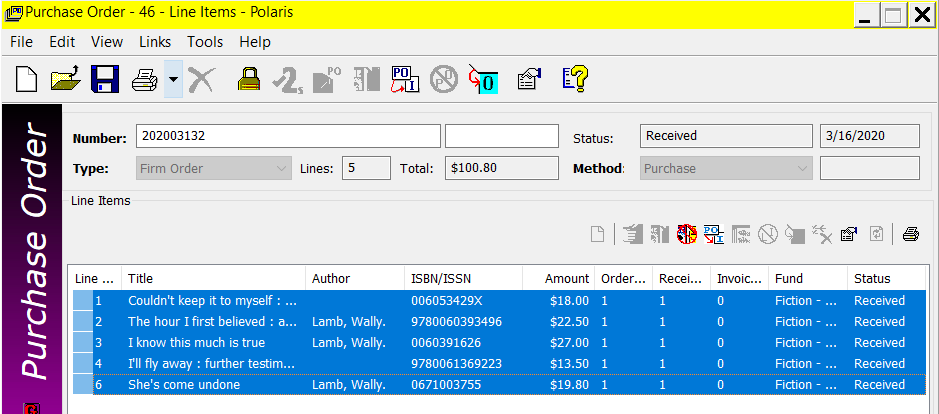 Purchase Order - 46 - Line Items - Polaris
File Edit View Links Tools Help
Number: 202003132 Status: Received 3/16/2020
Type: Firm Order Lines: 5 Total: $100.80 Method: Purchase
Purchase Order
Line Items
Line ... Title Author ISBN/ISSN Amount Order... Recei... Invoic... Fund Status
1 Couldn't keep it to myself : ... 006053429X $18.00 1 1 0 Fiction - ... Received
2 The hour I first believed : a... Lamb, Wally. 9780060393496 $22.50 1 1 0 Fiction - ... Received
3 I know this much is true Lamb, Wally. 0060391626 $27.00 1 1 0 Fiction - ... Received
4 I'll fly away : further testim... 9780061369223 $13.50 1 1 0 Fiction - ... Received
6 She's come undone Lamb, Wally. 0671003755 $19.80 1 1 0 Fiction - ... Received